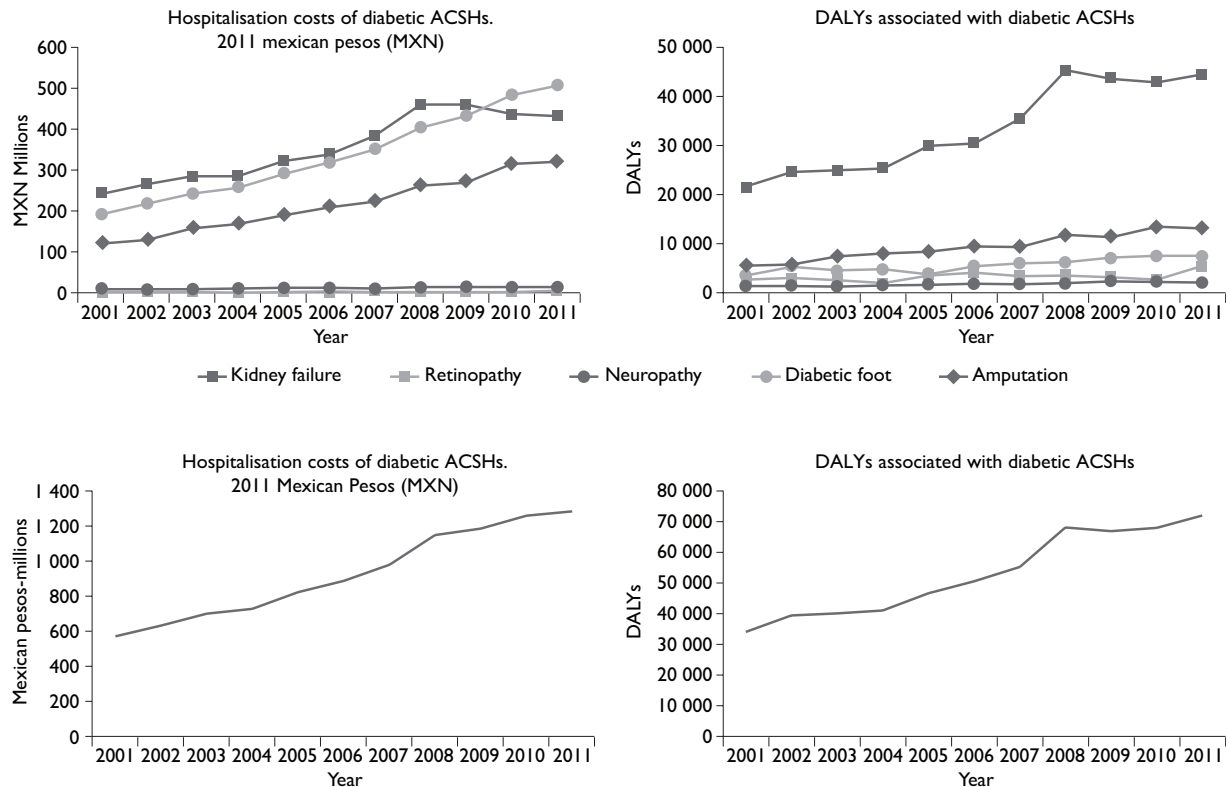 Hospitalisation costs of diabetic ACSHs.
2011 mexican pesos (MXN)
MXN Millions
600
500
400
300
200
100
0
2001 2002 2003 2004 2005 2006 2007 2008 2009 2010 2011
Year
DALYs associated with diabetic ACSHs
DALYs
50 000
40 000
30 000
20 000
10 000
0
2001 2002 2003 2004 2005 2006 2007 2008 2009 2010 2011
Year
Kidney failure Retinopathy Neuropathy Diabetic foot Amputation
Hospitalisation costs of diabetic ACSHs.
2011 Mexican Pesos (MXN)
Mexican pesos-millions
1 400
1 200
1 000
800
600
400
200
0
2001 2002 2003 2004 2005 2006 2007 2008 2009 2010 2011
Year
DALYs associated with diabetic ACSHs
DALYs
80 000
70 000
60 000
50 000
40 000
30 000
20 000
10 000
0
2001 2002 2003 2004 2005 2006 2007 2008 2009 2010 2011
Year